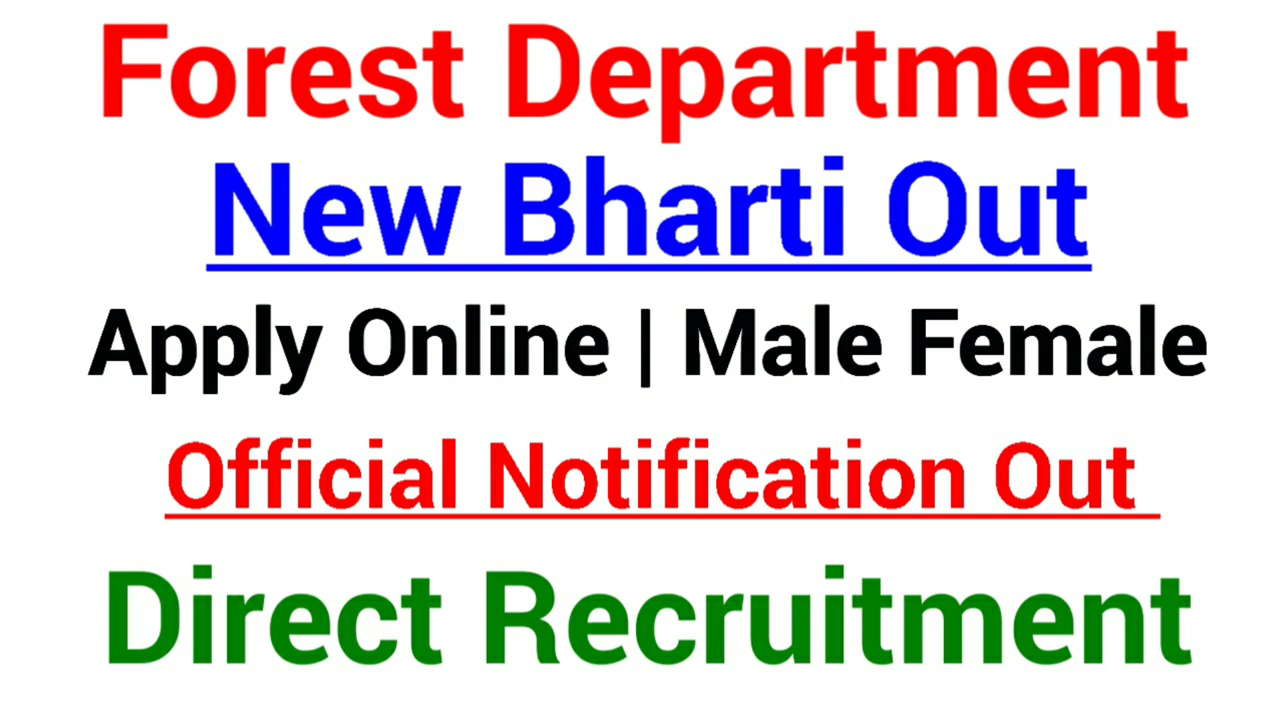 Forest Department
New Bharti Out
Apply Online | Male Female
Official Notification Out
Direct Recruitment